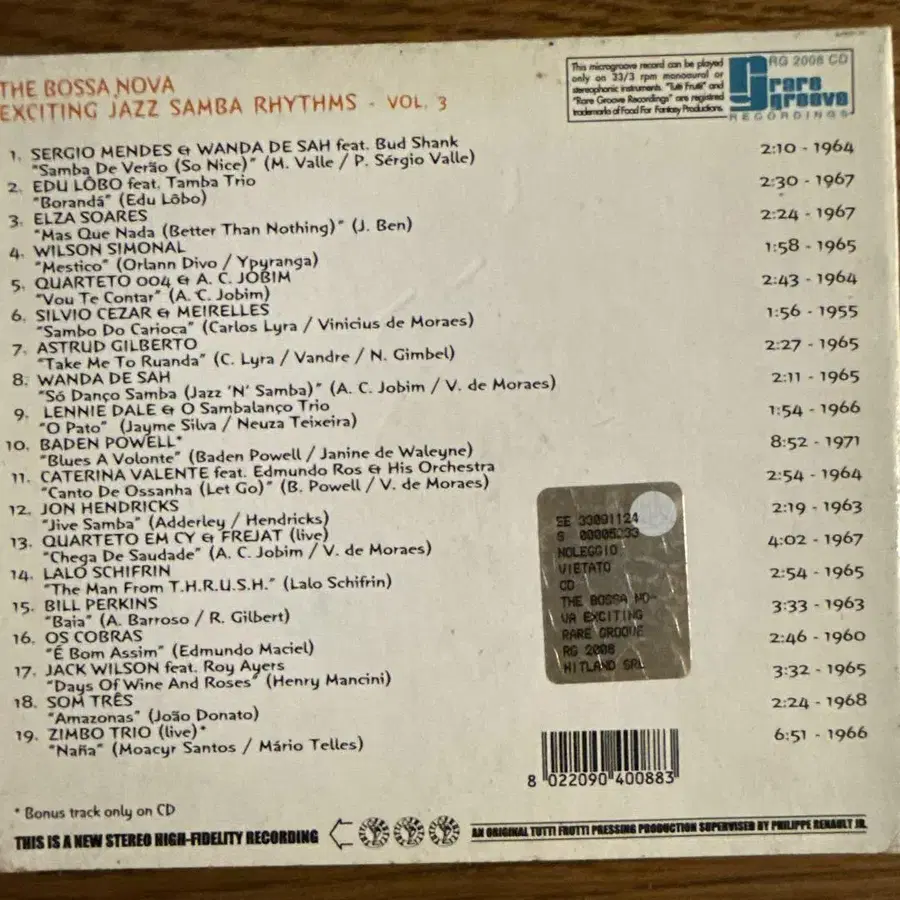 THE BOSSA NOVA
EXCITING JAZZ SAMBA RHYTHMS - VOL. 3
This microgroove record can be played
only on 33/3 rpm monoaural or
stereophonic instruments. "Tutti Frutti" and
"Rare Groove Recordings" are registred
trademarks of Food For Fantasy Productions.
RG 2008 CD
rare
groove
RECORDINGS
1. SERGIO MENDES & WANDA DE SAH feat. Bud Shank
"Samba De Verão (So Nice)" (M. Valle / P. Sérgio Valle) 2:10 - 1964
2. EDU LÔBO feat. Tamba Trio
"Borandá" (Edu Lôbo) 2:30 - 1967
3. ELZA SOARES
"Mas Que Nada (Better Than Nothing)" (J. Ben) 2:24 - 1967
4. WILSON SIMONAL
"Mestico" (Orlann Divo / Ypyranga) 1:58 - 1965
5. QUARTETO 004 & A. C. JOBIM
"Vou Te Contar" (A. C. Jobim) 2:43 - 1964
6. SILVIO CEZAR & MEIRELLES
"Sambo Do Carioca" (Carlos Lyra / Vinicius de Moraes) 1:56 - 1955
7. ASTRUD GILBERTO
"Take Me To Ruanda" (C. Lyra / Vandre / N. Gimbel) 2:27 - 1965
8. WANDA DE SAH
"Só Danço Samba (Jazz 'N' Samba)" (A. C. Jobim / V. de Moraes) 2:11 - 1965
9. LENNIE DALE & O Sambalanço Trio
"O Pato" (Jayme Silva / Neuza Teixeira) 1:54 - 1966
10. BADEN POWELL*
"Blues A Volonte" (Baden Powell / Janine de Waleyne) 8:52 - 1971
11. CATERINA VALENTE feat. Edmundo Ros & His Orchestra
"Canto De Ossanha (Let Go)" (B. Powell / V. de Moraes) 2:54 - 1964
12. JON HENDRICKS
"Jive Samba" (Adderley / Hendricks) 2:19 - 1963
13. QUARTETO EM CY & FREJAT (live)
"Chega De Saudade" (A. C. Jobim / V. de Moraes) 4:02 - 1967
14. LALO SCHIFRIN
"The Man From T.H.R.U.S.H." (Lalo Schifrin) 2:54 - 1965
15. BILL PERKINS
"Baia" (A. Barroso / R. Gilbert) 3:33 - 1963
16. OS COBRAS
"É Bom Assim" (Edmundo Maciel) 2:46 - 1960
17. JACK WILSON feat. Roy Ayers
"Days Of Wine And Roses" (Henry Mancini) 3:32 - 1965
18. SOM TRÊS
"Amazonas" (João Donato) 2:24 - 1968
19. ZIMBO TRIO (live)*
"Naña" (Moacyr Santos / Mário Telles) 6:51 - 1966
SE 33091124
S 00005233
NOLEGGIO
VIETATO
CD
THE BOSSA NO-
VA EXCITING
RARE GROOVE
RG 2008
HITLAND SRL
8 022090 400883
* Bonus track only on CD
THIS IS A NEW STEREO HIGH-FIDELITY RECORDING
AN ORIGINAL TUTTI FRUTTI PRESSING PRODUCTION SUPERVISED BY PHILIPPE RENAULT JR.